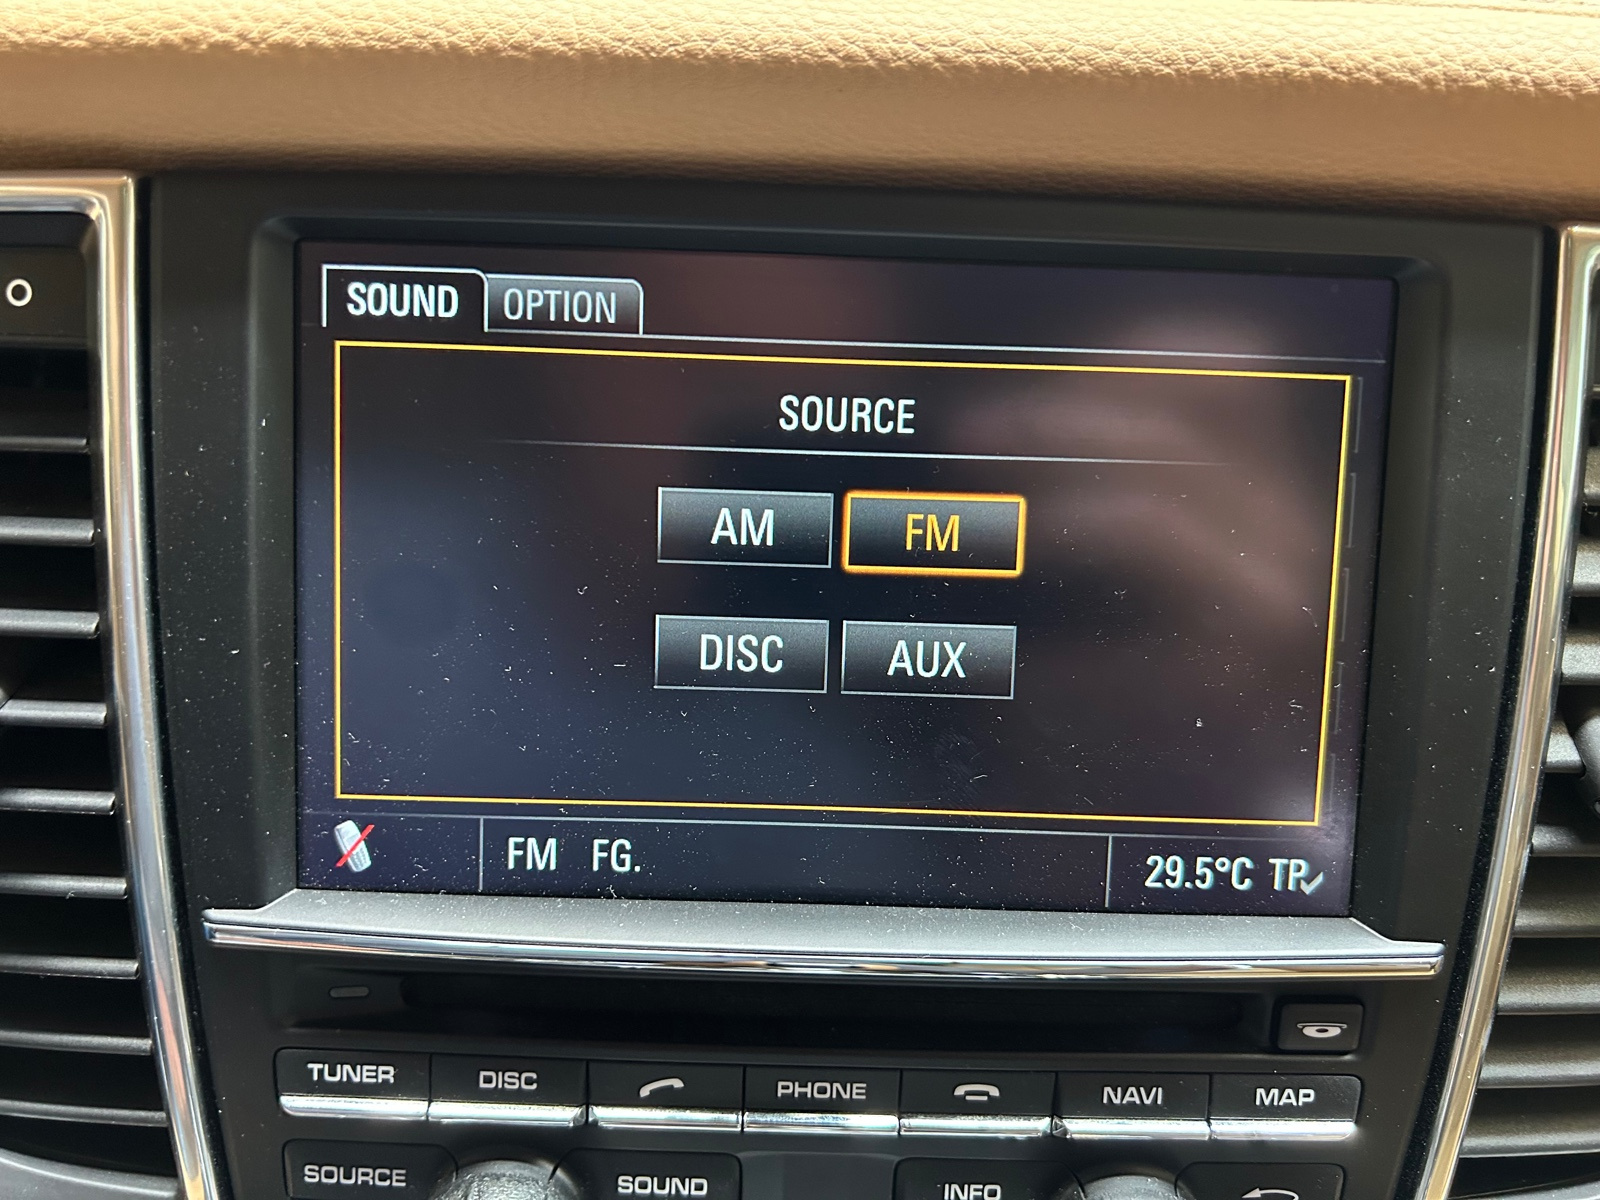 SOUND OPTION
SOURCE
AM FM
DISC AUX
FM FG. 29.5°C TP
TUNER DISC PHONE NAVI MAP
SOURCE SOUND INFO